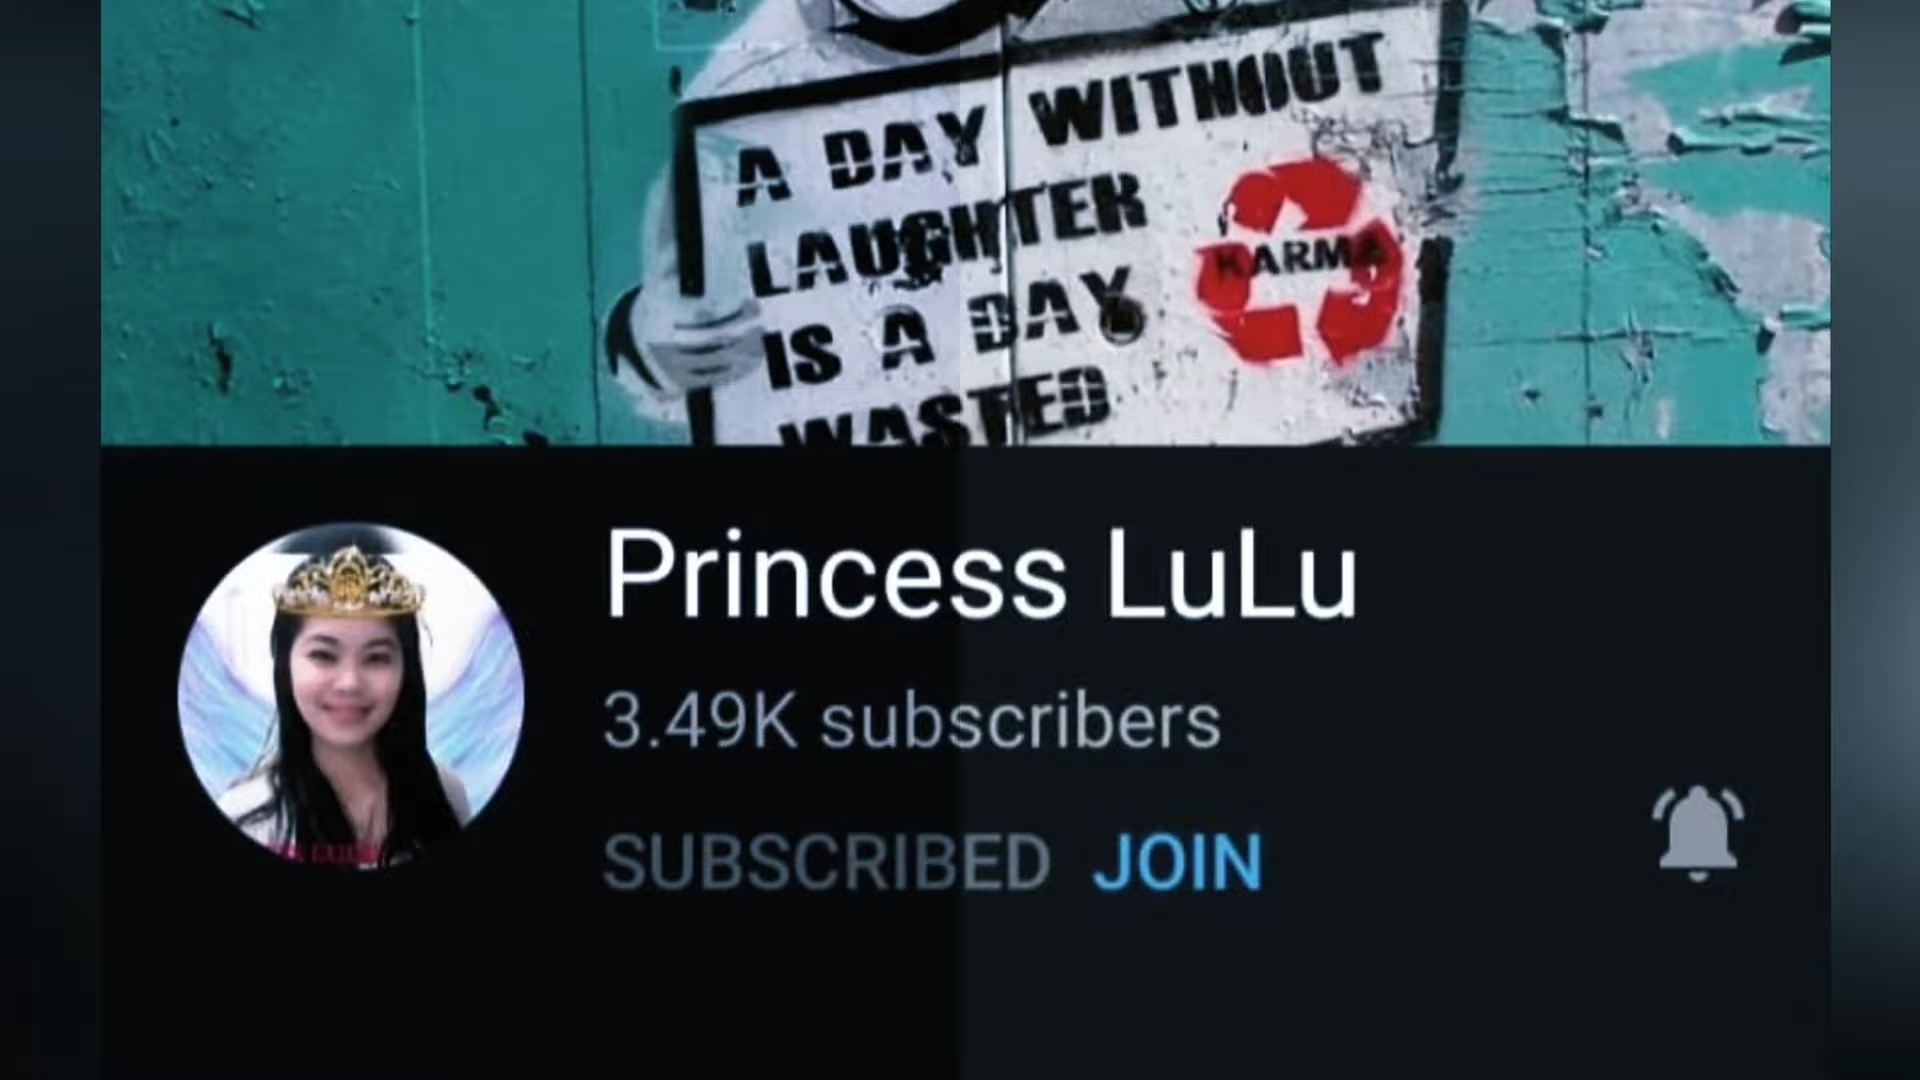 A DAY WITHOUT
LAUGHTER
IS A DAY
WASTED
KARMA
Princess LuLu
3.49K subscribers
SUBSCRIBED JOIN